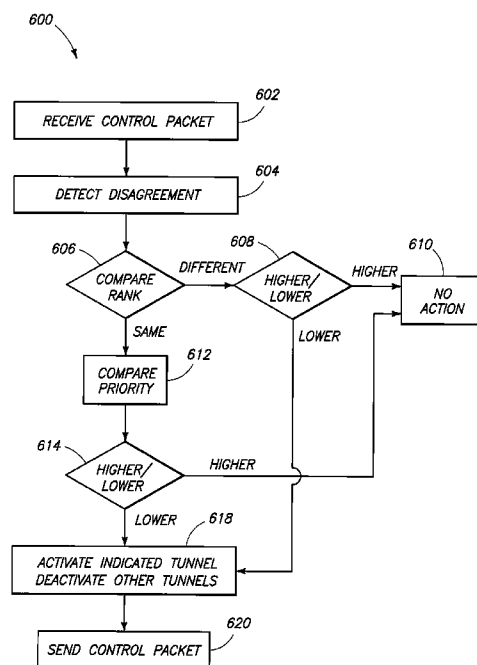 600
602
RECEIVE CONTROL PACKET
604
DETECT DISAGREEMENT
606
COMPARE
RANK
DIFFERENT
608
HIGHER/
LOWER
HIGHER
610
NO
ACTION
SAME
LOWER
612
COMPARE
PRIORITY
614
HIGHER/
LOWER
HIGHER
LOWER
618
ACTIVATE INDICATED TUNNEL
DEACTIVATE OTHER TUNNELS
SEND CONTROL PACKET
620